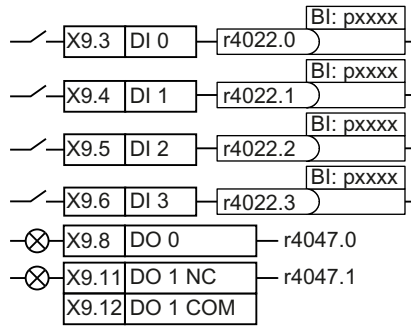 BI: pxxxx
X9.3 DI 0 r4022.0
BI: pxxxx
X9.4 DI 1 r4022.1
BI: pxxxx
X9.5 DI 2 r4022.2
BI: pxxxx
X9.6 DI 3 r4022.3
X9.8 DO 0 r4047.0
X9.11 DO 1 NC r4047.1
X9.12 DO 1 COM